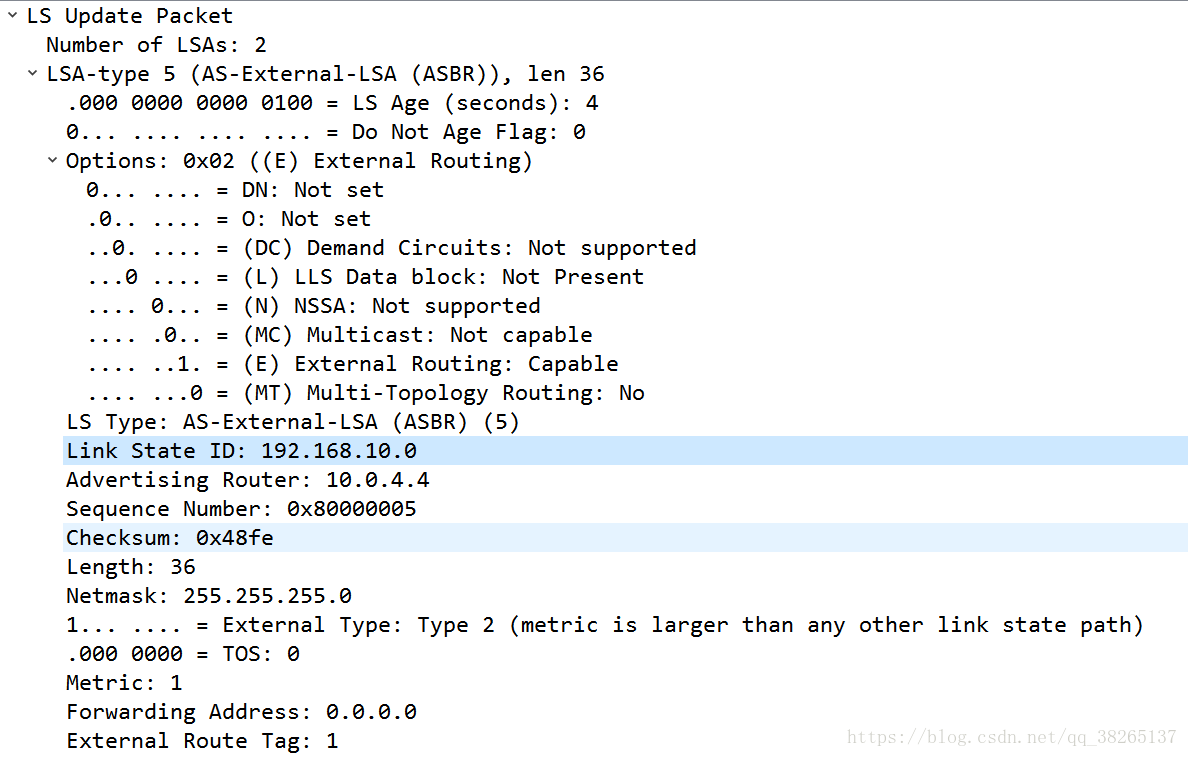 LS Update Packet
Number of LSAs: 2
LSA-type 5 (AS-External-LSA (ASBR)), len 36
.000 0000 0000 0100 = LS Age (seconds): 4
0... .... .... .... = Do Not Age Flag: 0
Options: 0x02 ((E) External Routing)
0... .... = DN: Not set
.0.. .... = O: Not set
..0. .... = (DC) Demand Circuits: Not supported
...0 .... = (L) LLS Data block: Not Present
.... 0... = (N) NSSA: Not supported
.... .0.. = (MC) Multicast: Not capable
.... ..1. = (E) External Routing: Capable
.... ...0 = (MT) Multi-Topology Routing: No
LS Type: AS-External-LSA (ASBR) (5)
Link State ID: 192.168.10.0
Advertising Router: 10.0.4.4
Sequence Number: 0x80000005
Checksum: 0x48fe
Length: 36
Netmask: 255.255.255.0
1... .... = External Type: Type 2 (metric is larger than any other link state path)
.000 0000 = TOS: 0
Metric: 1
Forwarding Address: 0.0.0.0
External Route Tag: 1
https://blog.csdn.net/qq_38265137